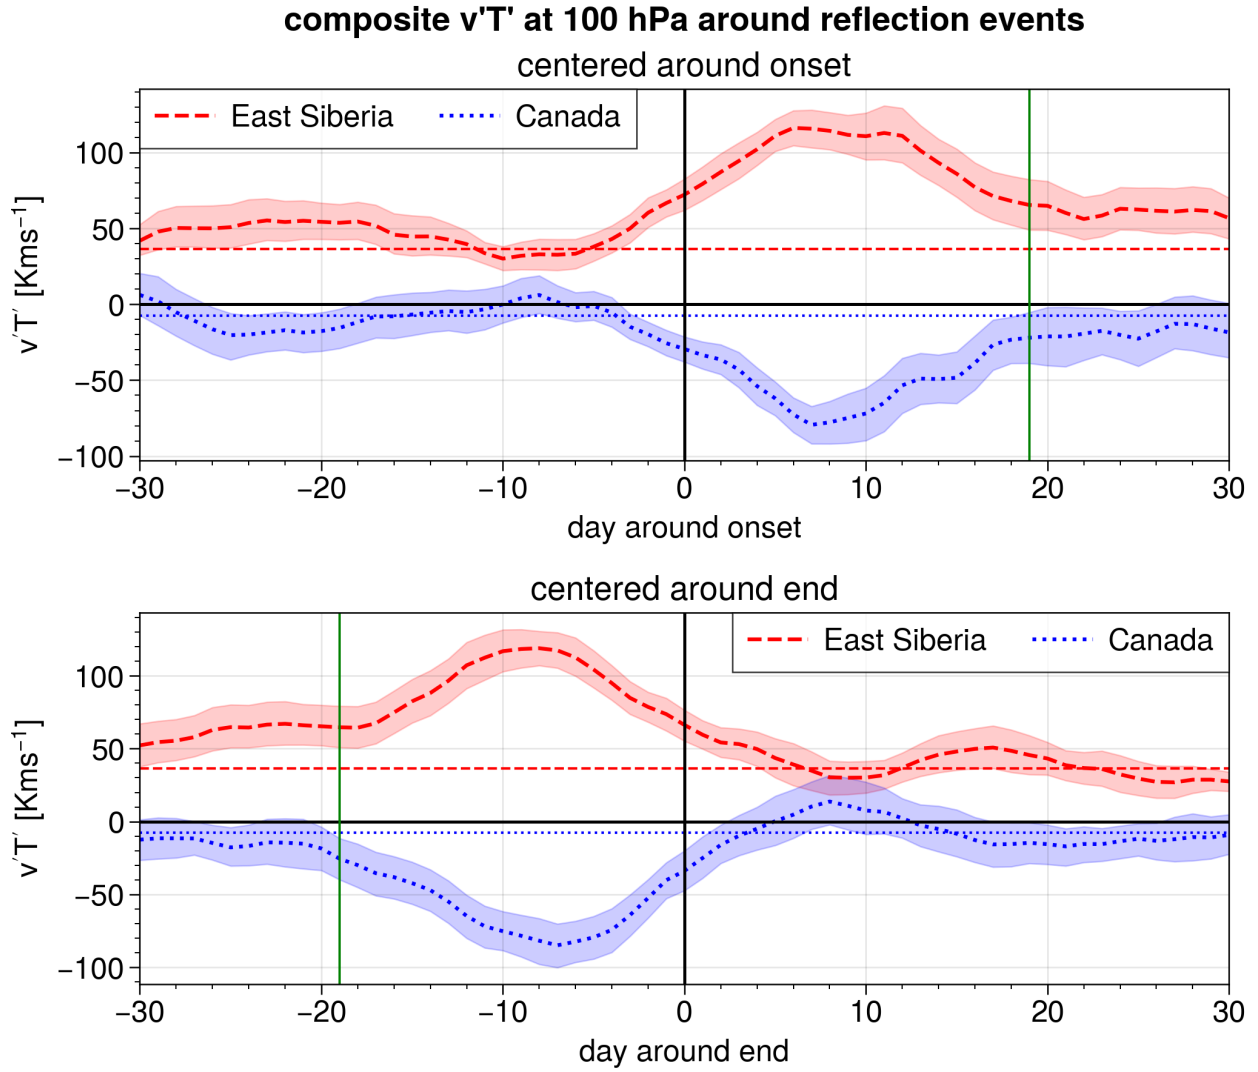 composite v'T' at 100 hPa around reflection events
centered around onset
East Siberia
Canada
v′T′ [Kms⁻¹]
100
50
0
−50
−100
−30
−20
−10
0
10
20
30
day around onset
centered around end
East Siberia
Canada
v′T′ [Kms⁻¹]
100
50
0
−50
−100
−30
−20
−10
0
10
20
30
day around end